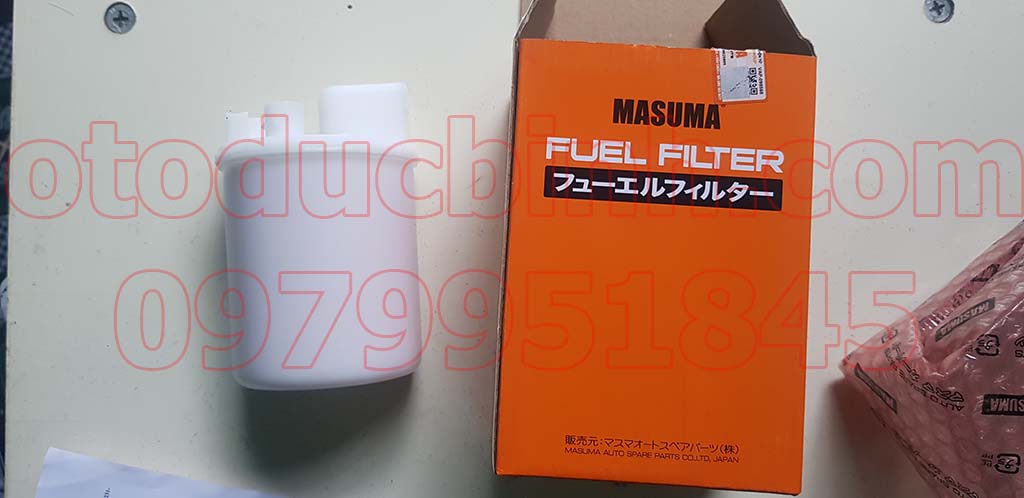 MASUMA
FUEL FILTER
フューエルフィルター
販売元:マスマオートスペアパーツ(株)
MASUMA AUTO SPARE PARTS CO.,LTD, JAPAN
otoducbinh.com
0979951845
MASUMA
MASUMA